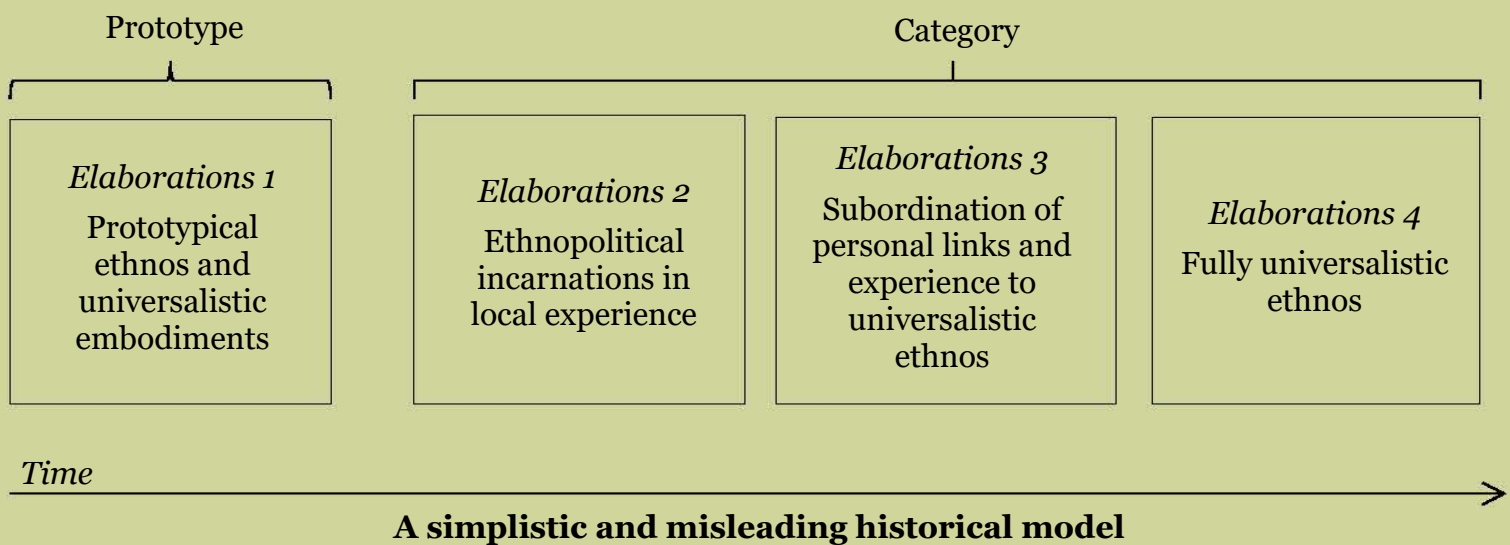 Prototype
Category
Elaborations 1
Prototypical
ethnos and
universalistic
embodiments
Elaborations 2
Ethnopolitical
incarnations in
local experience
Elaborations 3
Subordination of
personal links and
experience to
universalistic
ethnos
Elaborations 4
Fully universalistic
ethnos
Time
A simplistic and misleading historical model